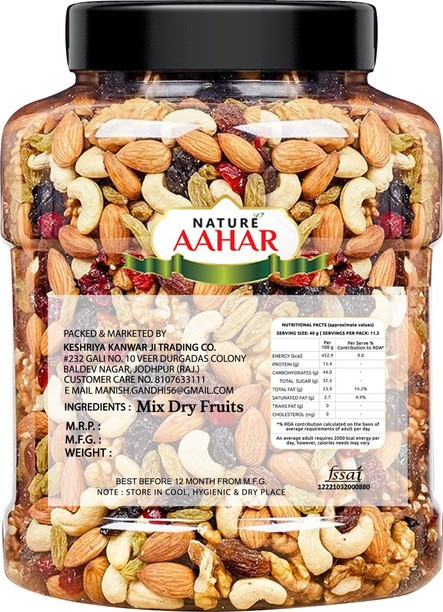 NATURE
AAHAR
PACKED & MARKETED BY
KESHRIYA KANWAR JI TRADING CO.
#232 GALI NO. 10 VEER DURGADAS COLONY
BALDEV NAGAR, JODHPUR (RAJ.)
CUSTOMER CARE NO. 8107633111
E MAIL MANISH.GANDHI56@GMAIL.COM
INGREDIENTS : Mix Dry Fruits
M.R.P. :
M.F.G. :
WEIGHT :
NUTRITIONAL FACTS (approximate values)
SERVING SIZE: 40 g | SERVINGS PER PACK: 11.2
Per 100 g Per Serve % Contribution to RDA*
ENERGY (kcal) 452.9 9.0
PROTEIN (g) 13.4 -
CARBOHYDRATES (g) 44.0 -
TOTAL SUGAR (g) 32.3 -
TOTAL FAT (g) 23.9 14.2%
SATURATED FAT (g) 2.7 4.9%
TRANS FAT (g) 0 -
CHOLESTEROL (mg) 0 -
*% RDA contribution calculated on the basis of
average requirements of adult per day
An average adult requires 2000 kcal energy per
day, however, calories needs may vary
fssai
12221032000880
BEST BEFORE 12 MONTH FROM M.F.G.
NOTE : STORE IN COOL, HYGIENIC & DRY PLACE